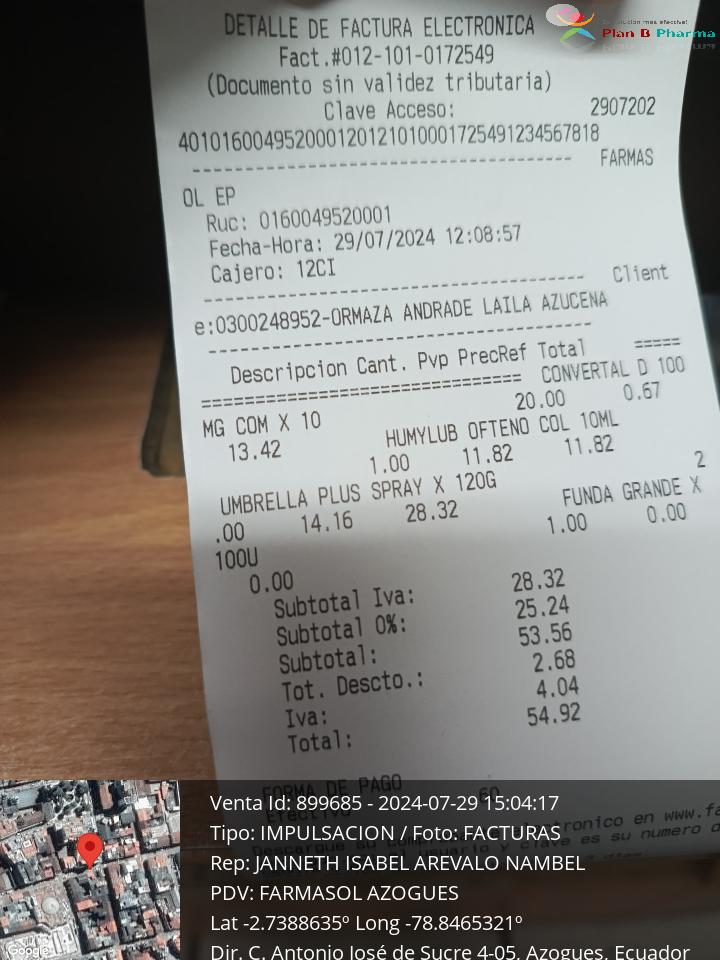 DETALLE DE FACTURA ELECTRONICA
Fact.#012-101-0172549
(Documento sin validez tributaria)
Clave Acceso: 2907202
401016004952000120121010001725491234567818
FARMAS
OL EP
Ruc: 0160049520001
Fecha-Hora: 29/07/2024 12:08:57
Cajero: 12CI
Client
e:0300248952-ORMAZA ANDRADE LAILA AZUCENA
Descripcion Cant. Pvp PrecRef Total
CONVERTAL D 100
MG COM X 10 20.00 0.67
13.42 HUMYLUB OFTENO COL 10ML
1.00 11.82 11.82
UMBRELLA PLUS SPRAY X 120G 2
.00 14.16 28.32 FUNDA GRANDE X
100U 1.00 0.00
0.00
Subtotal Iva: 28.32
Subtotal 0%: 25.24
Subtotal: 53.56
Tot. Descto.: 2.68
Iva: 4.04
Total: 54.92
FORMA DE PAGO
Efectivo 60
Plan B Pharma
Venta Id: 899685 - 2024-07-29 15:04:17
Tipo: IMPULSACION / Foto: FACTURAS
Rep: JANNETH ISABEL AREVALO NAMBEL
PDV: FARMASOL AZOGUES
Lat -2.7388635º Long -78.8465321º
Dir. C. Antonio José de Sucre 4-05, Azogues, Ecuador
Google